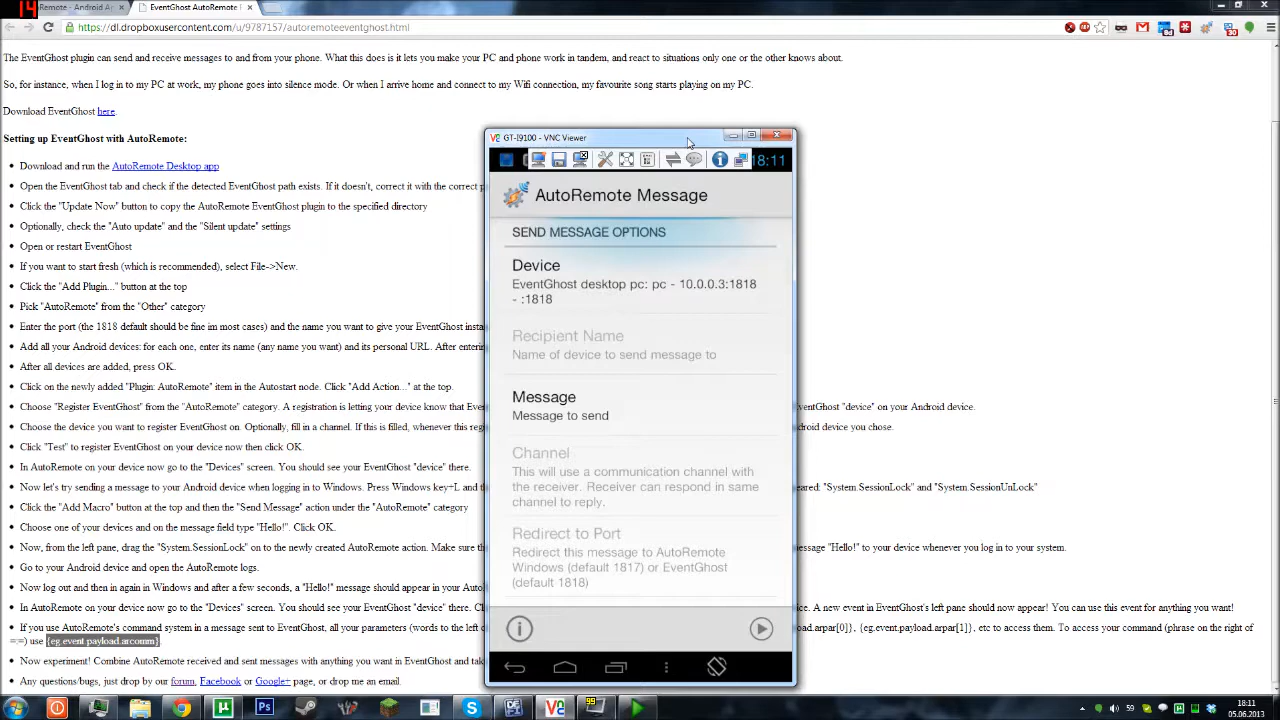 14
Remote - Android Ar
EventGhost AutoRemote
https://dl.dropboxusercontent.com/u/9787157/autoremoteeventghost.html
The EventGhost plugin can send and receive messages to and from your phone. What this does is it lets you make your PC and phone work in tandem, and react to situations only one or the other knows about.
So, for instance, when I log in to my PC at work, my phone goes into silence mode. Or when I arrive home and connect to my Wifi connection, my favourite song starts playing on my PC.
Download EventGhost here.
Setting up EventGhost with AutoRemote:
Download and run the AutoRemote Desktop app
Open the EventGhost tab and check if the detected EventGhost path exists. If it doesn't, correct it with the correct p
Click the "Update Now" button to copy the AutoRemote EventGhost plugin to the specified directory
Optionally, check the "Auto update" and the "Silent update" settings
Open or restart EventGhost
If you want to start fresh (which is recommended), select File->New.
Click the "Add Plugin..." button at the top
Pick "AutoRemote" from the "Other" category
Enter the port (the 1818 default should be fine im most cases) and the name you want to give your EventGhost inst
Add all your Android devices: for each one, enter its name (any name you want) and its personal URL. After enterin
After all devices are added, press OK.
Click on the newly added "Plugin: AutoRemote" item in the Autostart node. Click "Add Action..." at the top.
Choose "Register EventGhost" from the "AutoRemote" category. A registration is letting your device know that Eve
entGhost "device" on your Android device.
Choose the device you want to register EventGhost on. Optionally, fill in a channel. If this is filled, whenever this reg
droid device you chose.
Click "Test" to register EventGhost on your device now then click OK.
In AutoRemote on your device now go to the "Devices" screen. You should see your EventGhost "device" there.
Now let's try sending a message to your Android device when logging in to Windows. Press Windows key+L and th
eared: "System.SessionLock" and "System.SessionUnLock"
Click the "Add Macro" button at the top and then the "Send Message" action under the "AutoRemote" category
Choose one of your devices and on the message field type "Hello!". Click OK.
Now, from the left pane, drag the "System.SessionLock" on to the newly created AutoRemote action. Make sure th
essage "Hello!" to your device whenever you log in to your system.
Go to your Android device and open the AutoRemote logs.
Now log out and then in again in Windows and after a few seconds, a "Hello!" message should appear in your Auto
In AutoRemote on your device now go to the "Devices" screen. You should see your EventGhost "device" there. C
. A new event in EventGhost's left pane should now appear! You can use this event for anything you want!
If you use AutoRemote's command system in a message sent to EventGhost, all your parameters (words to the left o
load.arpar[0]}, {eg.event.payload.arpar[1]}, etc to access them. To access your command (phrase on the right of
=:=) use {eg.event.payload.arcomm}
Now experiment! Combine AutoRemote received and sent messages with anything you want in EventGhost and tak
Any questions/bugs, just drop by our forum, Facebook or Google+ page, or drop me an email.
GT-I9100 - VNC Viewer
18:11
AutoRemote Message
SEND MESSAGE OPTIONS
Device
EventGhost desktop pc: pc - 10.0.0.3:1818
- :1818
Recipient Name
Name of device to send message to
Message
Message to send
Channel
This will use a communication channel with
the receiver. Receiver can respond in same
channel to reply.
Redirect to Port
Redirect this message to AutoRemote
Windows (default 1817) or EventGhost
(default 1818)
59
18:11
05.06.2013